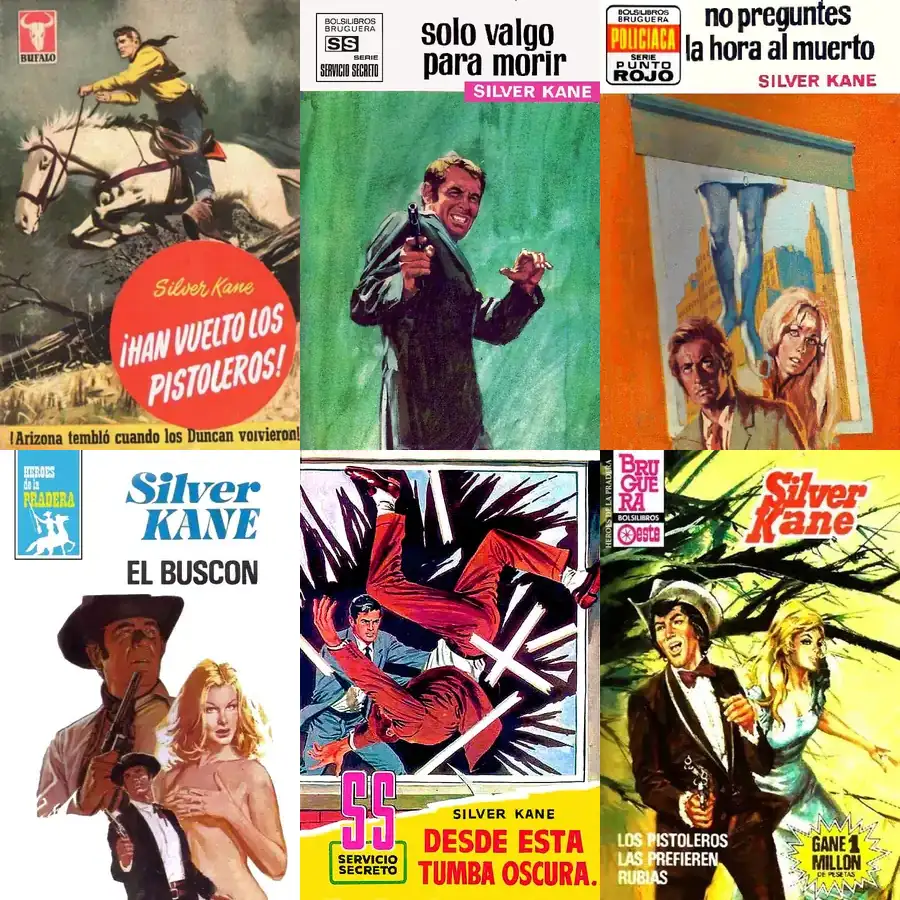 BUFALO
Silver Kane
¡HAN VUELTO LOS
PISTOLEROS!
¡Arizona tembló cuando los Duncan volvieron!
BOLSILIBROS
BRUGUERA
SS
SERIE
SERVICIO SECRETO
solo valgo
para morir
SILVER KANE
BOLSILIBROS
BRUGUERA
POLICIACA
SERIE
PUNTO
ROJO
no preguntes
la hora al muerto
SILVER KANE
HEROES
de la
PRADERA
Silver
KANE
EL BUSCON
SS
SERVICIO
SECRETO
SILVER KANE
DESDE ESTA
TUMBA OSCURA.
HEROES DE LA PRADERA
BRU
GUE
RA
BOLSILIBROS
Oeste
Silver
Kane
LOS PISTOLEROS
LAS PREFIEREN
RUBIAS
GANE 1
MILLON
DE PESETAS